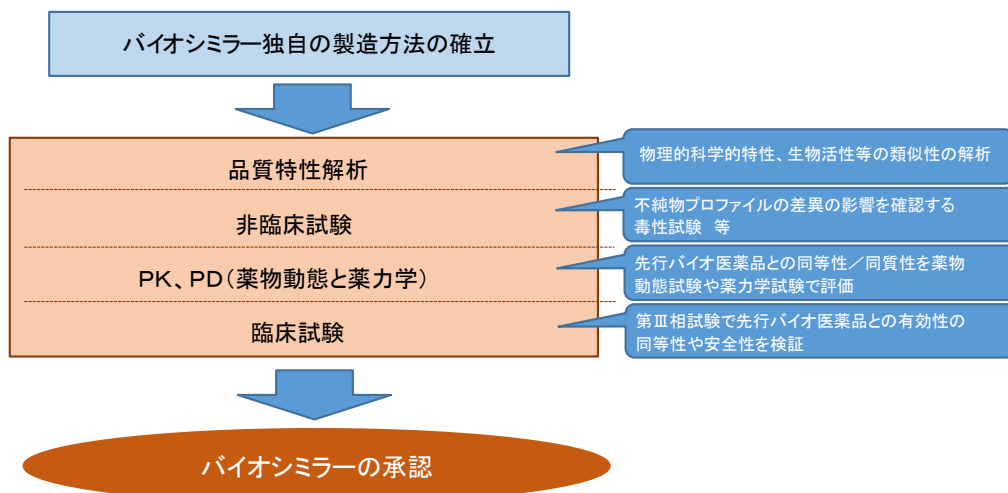 バイオシミラー独自の製造方法の確立
品質特性解析
物理的科学的特性、生物活性等の類似性の解析
非臨床試験
不純物プロファイルの差異の影響を確認する
毒性試験 等
PK、PD(薬物動態と薬力学)
先行バイオ医薬品との同等性／同質性を薬物
動態試験や薬力学試験で評価
臨床試験
第Ⅲ相試験で先行バイオ医薬品との有効性の
同等性や安全性を検証
バイオシミラーの承認